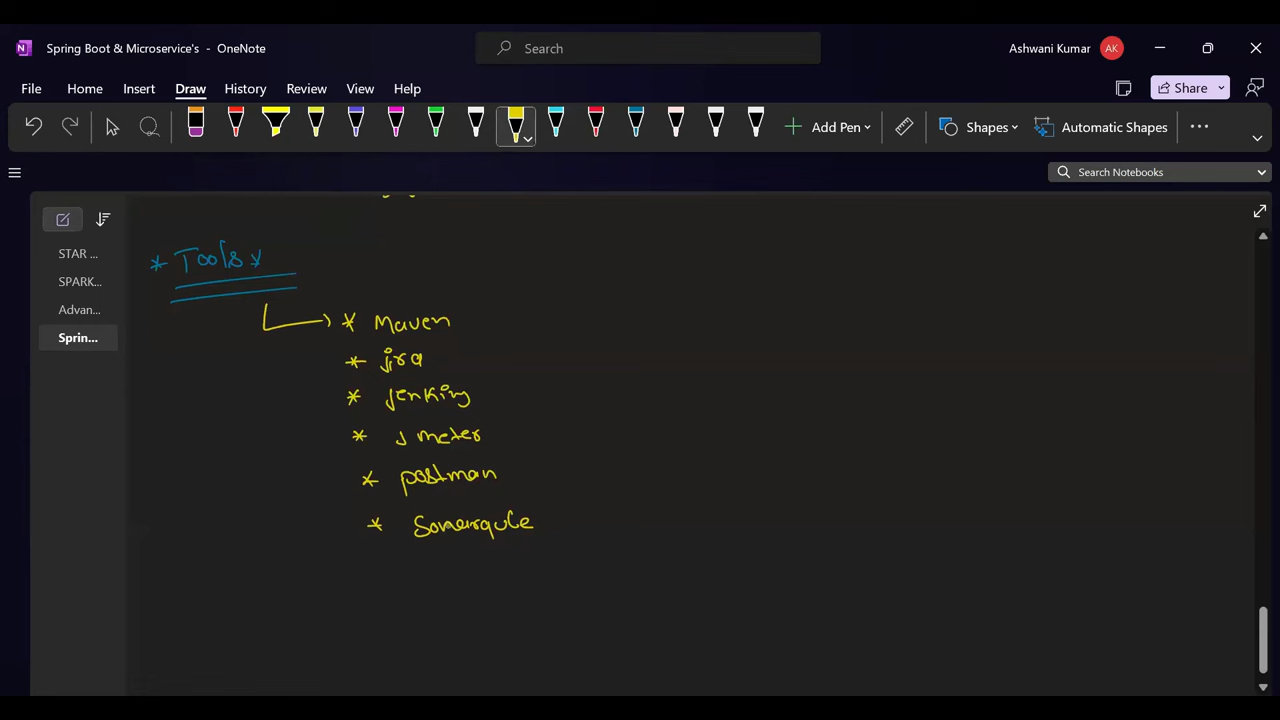 Spring Boot & Microservice's - OneNote
Search
Ashwani Kumar AK
File Home Insert Draw History Review View Help
Share
Add Pen
Shapes
Automatic Shapes
Search Notebooks
STAR ...
SPARK...
Advan...
Sprin...
* Tools *
* Maven
* jira
* jenking
* J meter
* postman
* Sonarqube